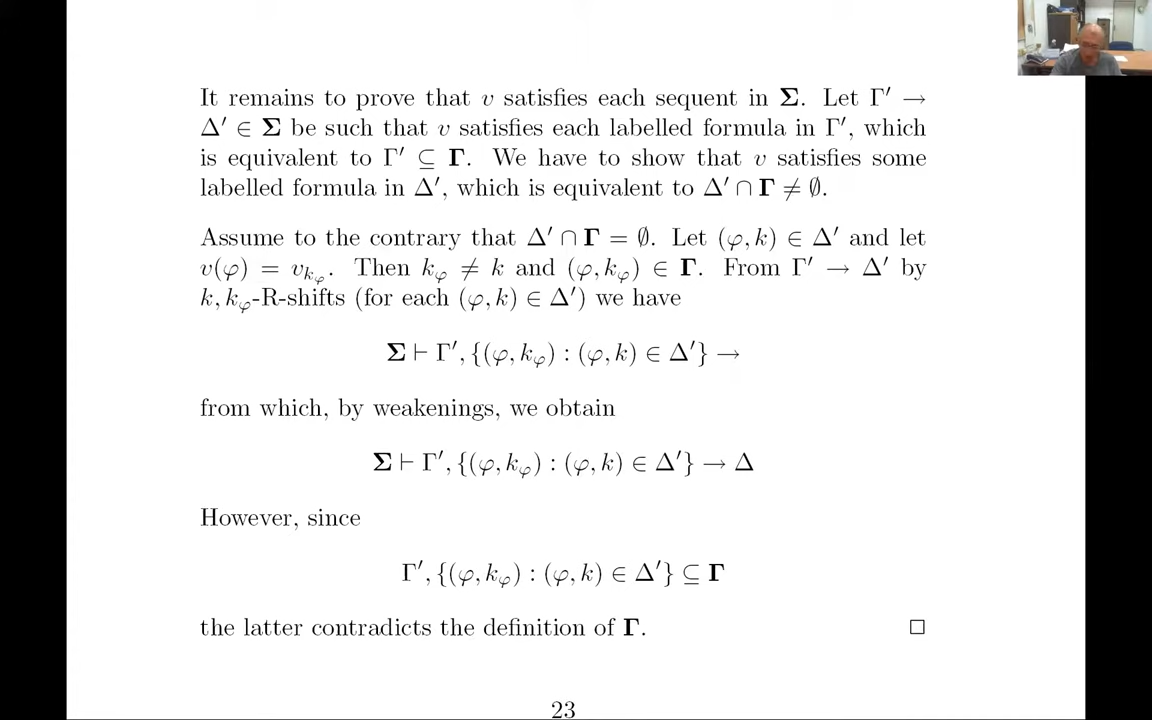 It remains to prove that v satisfies each sequent in Σ. Let Γ′ →
Δ′ ∈ Σ be such that v satisfies each labelled formula in Γ′, which
is equivalent to Γ′ ⊆ Γ. We have to show that v satisfies some
labelled formula in Δ′, which is equivalent to Δ′ ∩ Γ ≠ ∅.
Assume to the contrary that Δ′ ∩ Γ = ∅. Let (φ, k) ∈ Δ′ and let
v(φ) = v_{k_φ}. Then k_φ ≠ k and (φ, k_φ) ∈ Γ. From Γ′ → Δ′ by
k, k_φ-R-shifts (for each (φ, k) ∈ Δ′) we have
Σ ⊢ Γ′, {(φ, k_φ) : (φ, k) ∈ Δ′} →
from which, by weakenings, we obtain
Σ ⊢ Γ′, {(φ, k_φ) : (φ, k) ∈ Δ′} → Δ
However, since
Γ′, {(φ, k_φ) : (φ, k) ∈ Δ′} ⊆ Γ
the latter contradicts the definition of Γ. □
23